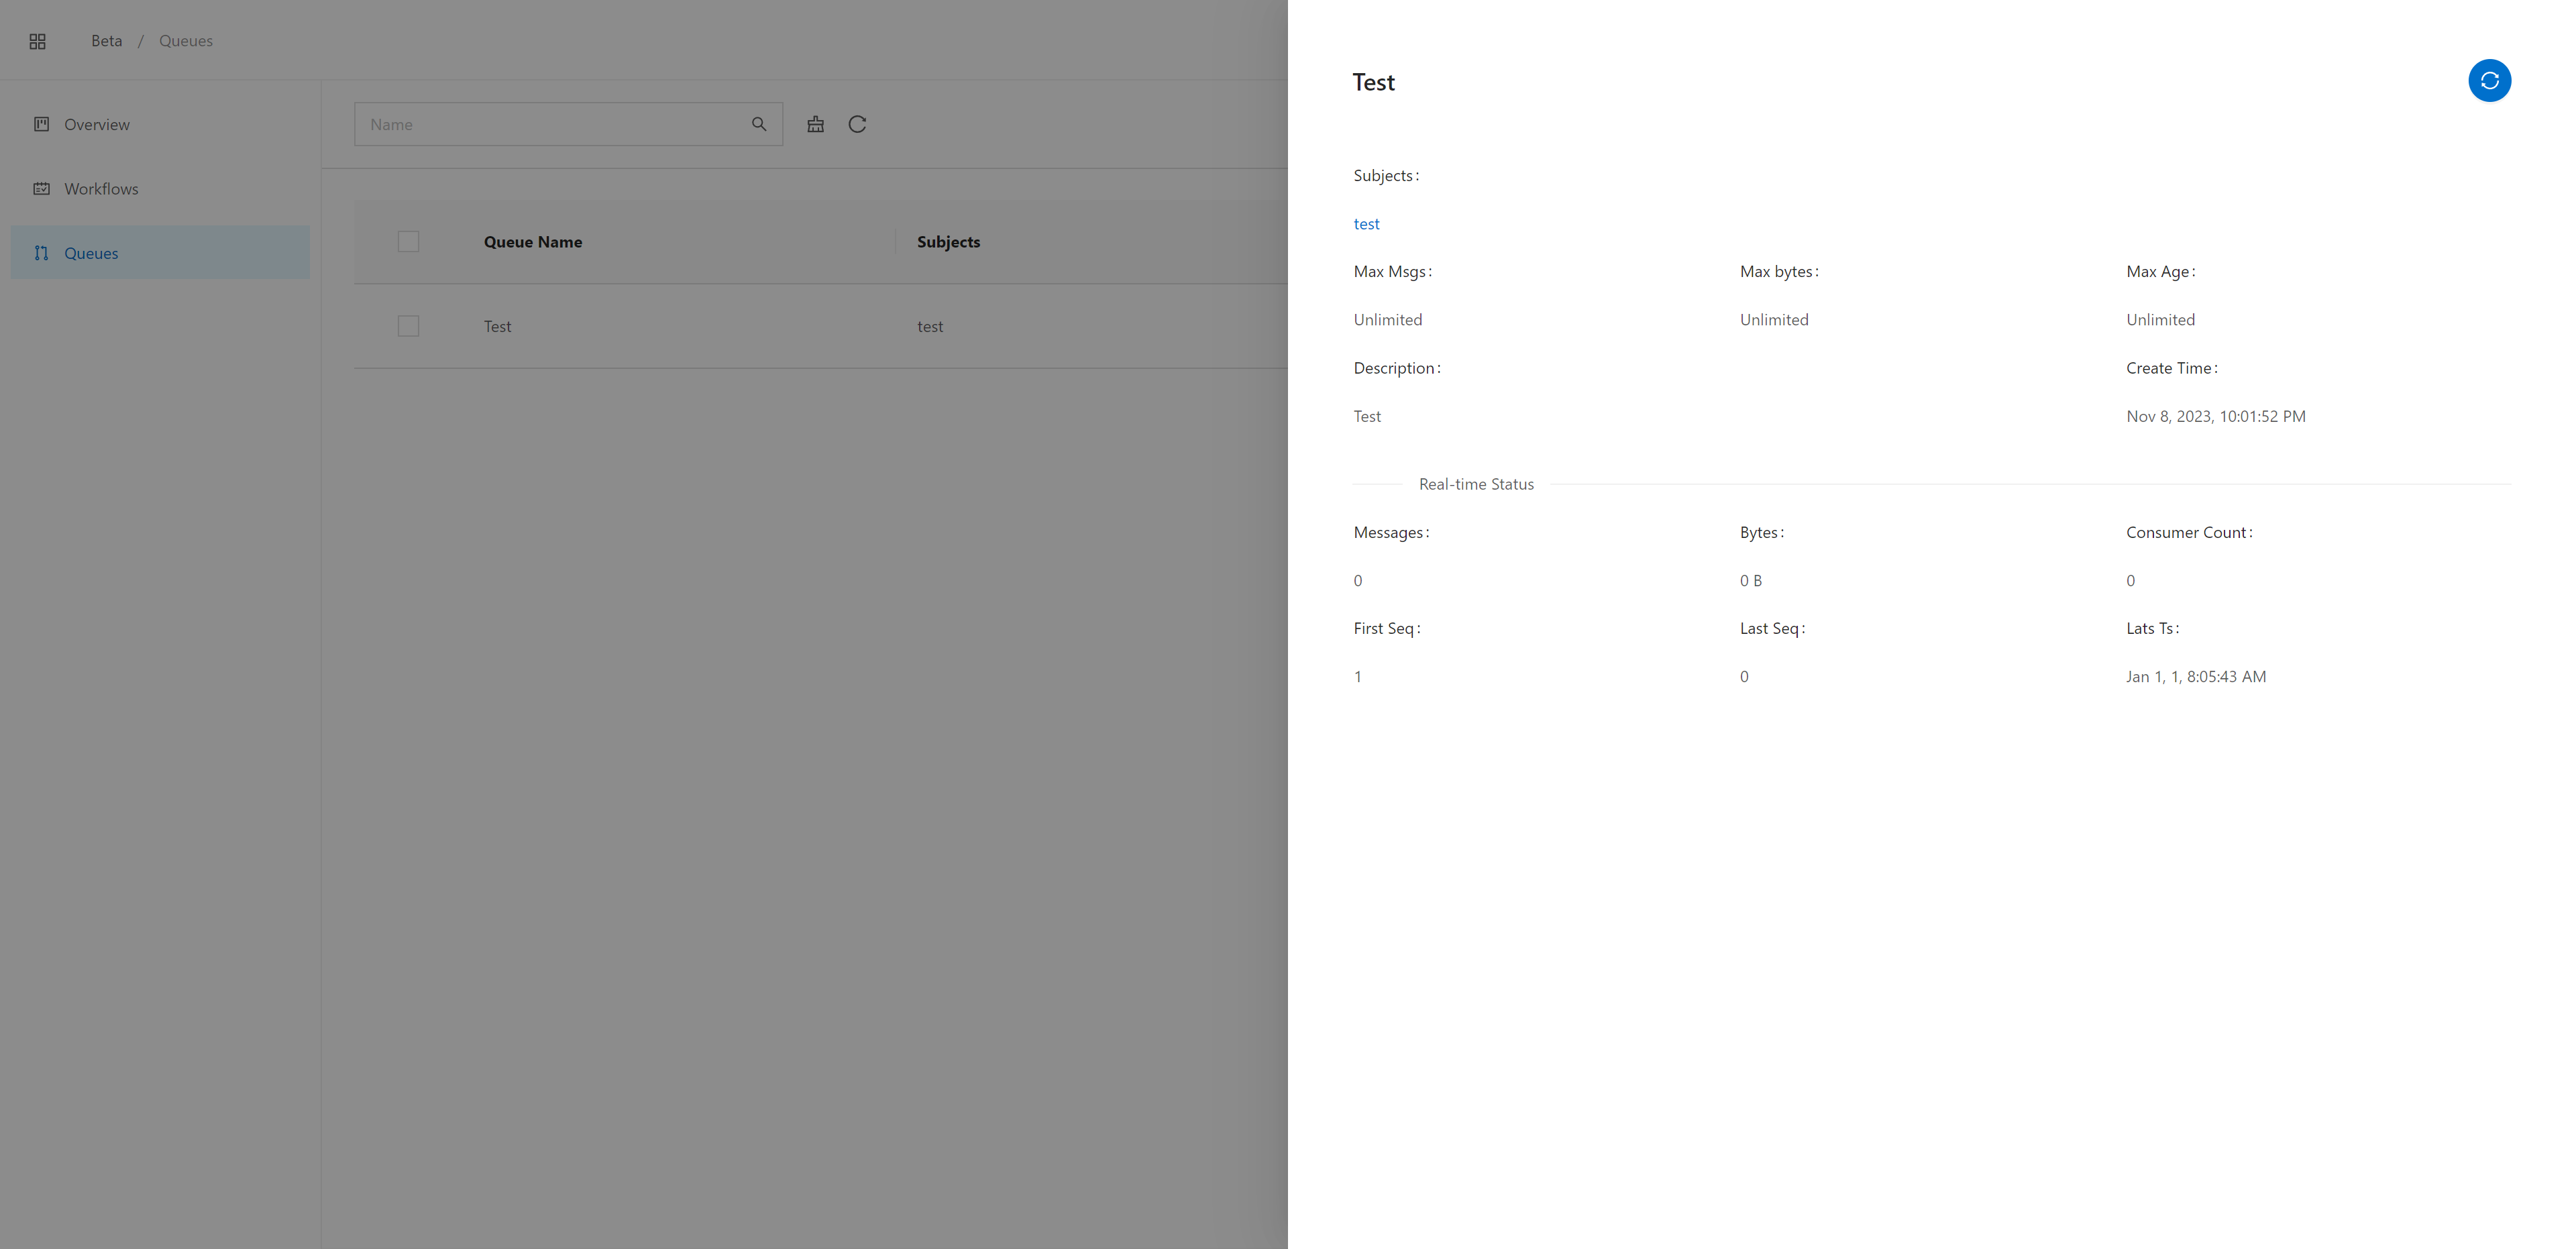 Beta / Queues
Overview
Workflows
Queues
Name
Queue Name Subjects
Test test
Test
Subjects:
test
Max Msgs: Max bytes: Max Age:
Unlimited Unlimited Unlimited
Description: Create Time:
Test Nov 8, 2023, 10:01:52 PM
Real-time Status
Messages: Bytes: Consumer Count:
0 0 B 0
First Seq: Last Seq: Lats Ts:
1 0 Jan 1, 1, 8:05:43 AM